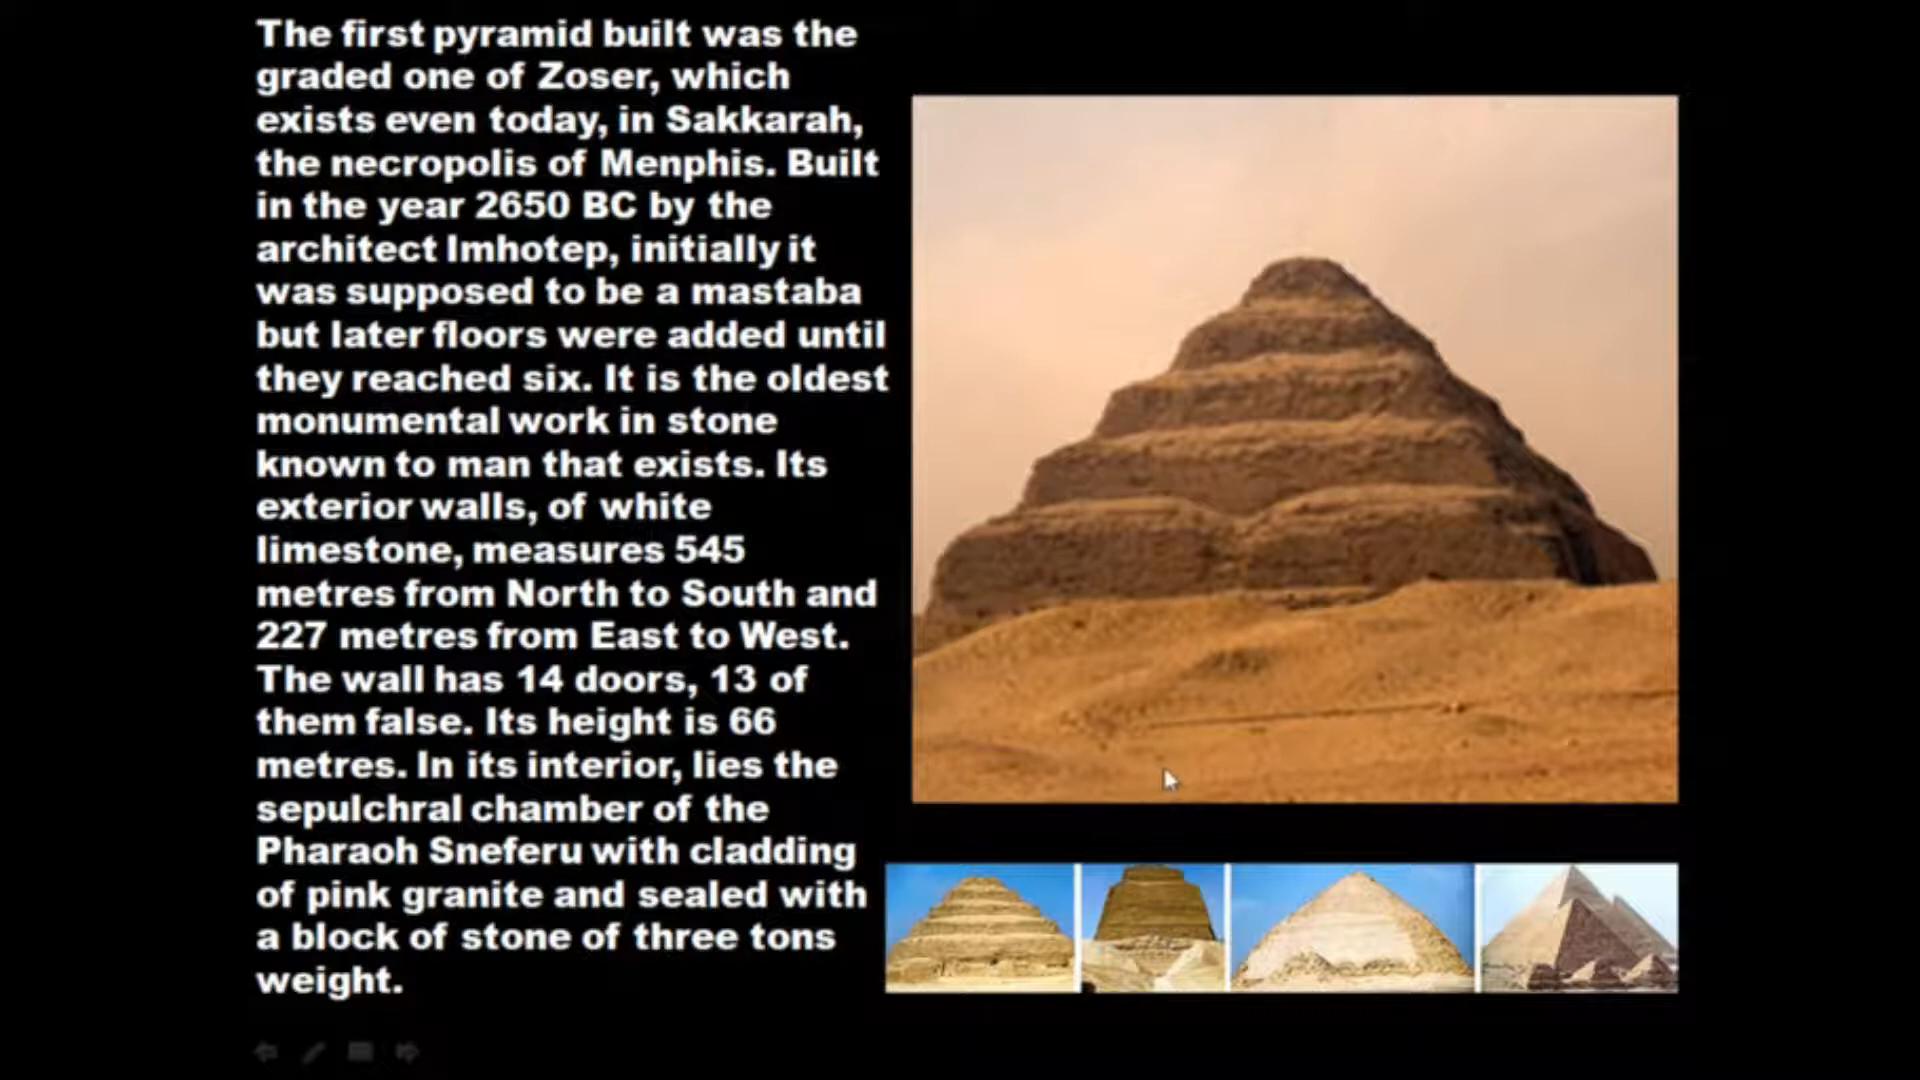 The first pyramid built was the
graded one of Zoser, which
exists even today, in Sakkarah,
the necropolis of Menphis. Built
in the year 2650 BC by the
architect Imhotep, initially it
was supposed to be a mastaba
but later floors were added until
they reached six. It is the oldest
monumental work in stone
known to man that exists. Its
exterior walls, of white
limestone, measures 545
metres from North to South and
227 metres from East to West.
The wall has 14 doors, 13 of
them false. Its height is 66
metres. In its interior, lies the
sepulchral chamber of the
Pharaoh Sneferu with cladding
of pink granite and sealed with
a block of stone of three tons
weight.